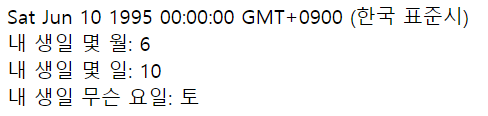 Sat Jun 10 1995 00:00:00 GMT+0900 (한국 표준시)
내 생일 몇 월: 6
내 생일 몇 일: 10
내 생일 무슨 요일: 토